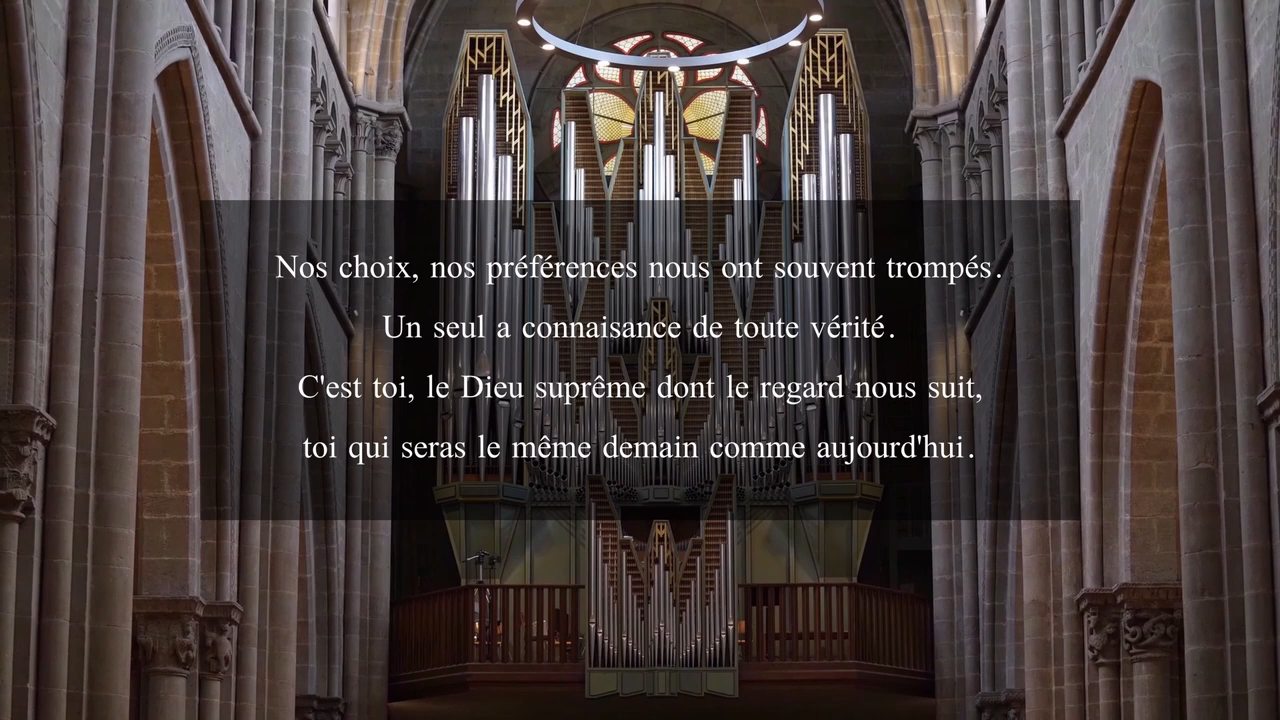 Nos choix, nos préférences nous ont souvent trompés.
Un seul a connaisance de toute vérité.
C'est toi, le Dieu suprême dont le regard nous suit,
toi qui seras le même demain comme aujourd'hui.